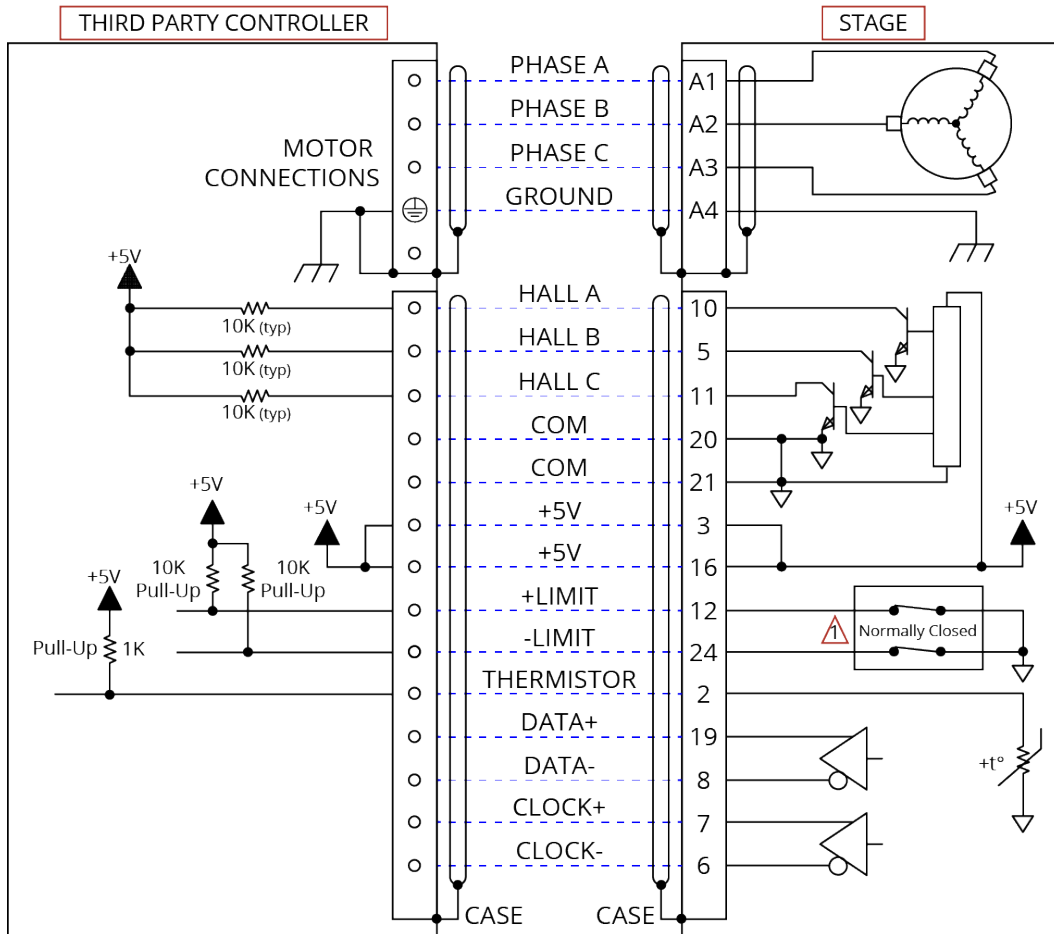 THIRD PARTY CONTROLLER
STAGE
MOTOR
CONNECTIONS
PHASE A
A1
PHASE B
A2
PHASE C
A3
GROUND
A4
+5V
10K (typ)
10K (typ)
10K (typ)
HALL A
10
HALL B
5
HALL C
11
COM
20
COM
21
+5V
3
+5V
16
+5V
+5V
+5V
10K
Pull-Up
10K
Pull-Up
+5V
Pull-Up
1K
+LIMIT
12
-LIMIT
24
1
Normally Closed
THERMISTOR
2
DATA+
19
DATA-
8
+t°
CLOCK+
7
CLOCK-
6
CASE
CASE